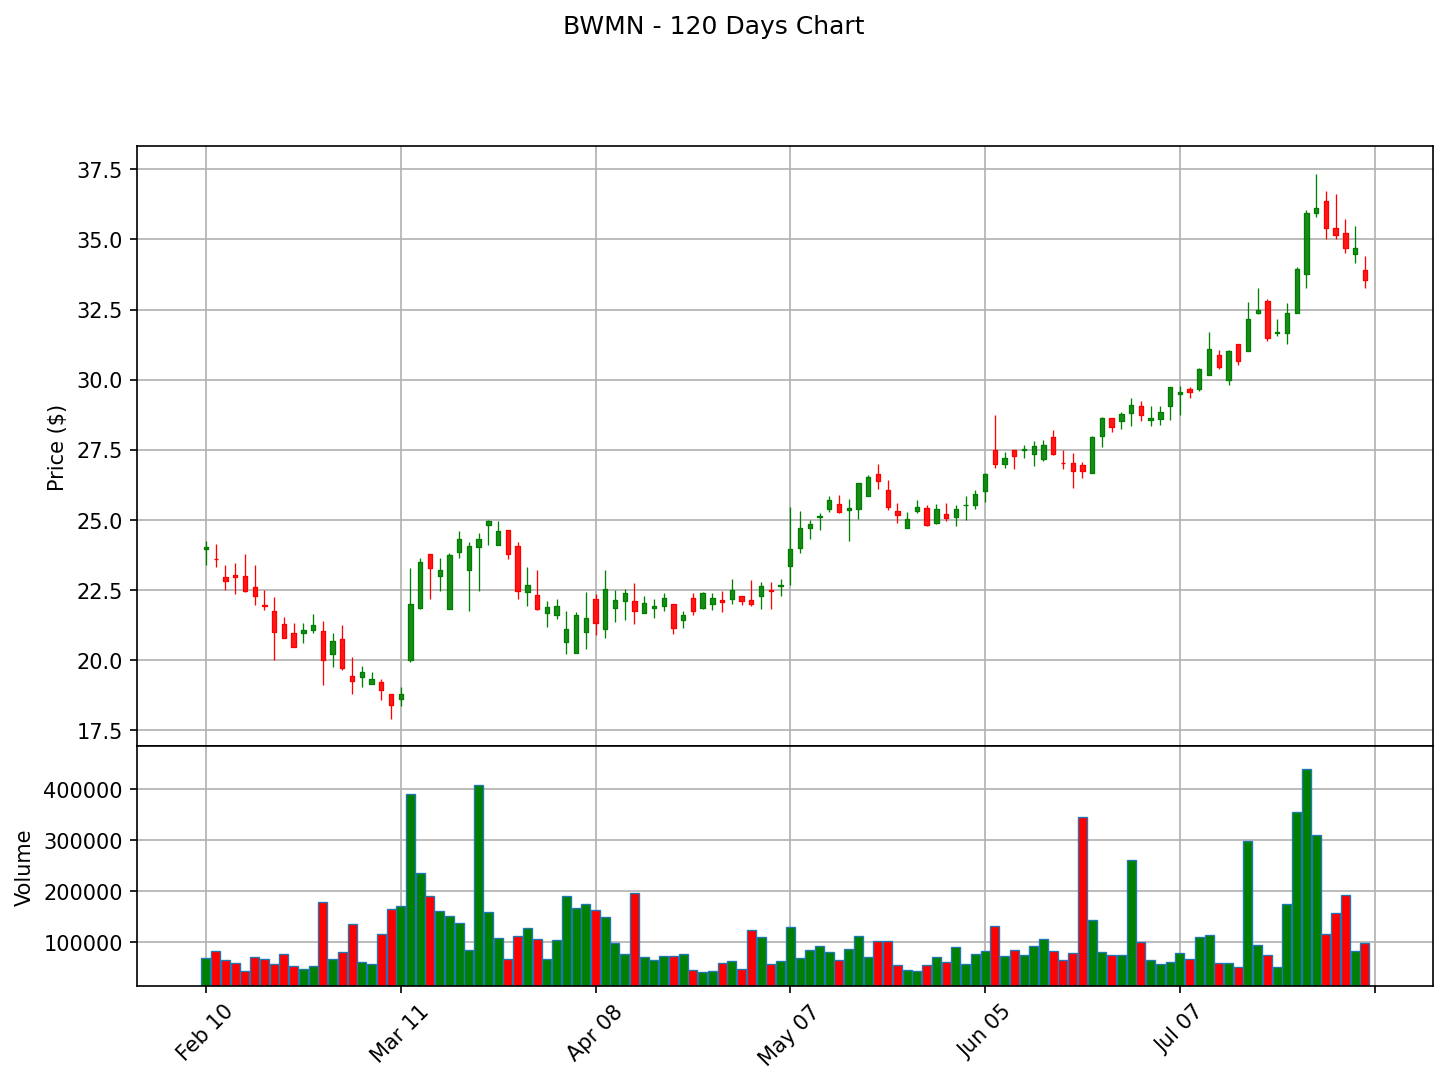 BWMN - 120 Days Chart
37.5
35.0
32.5
30.0
27.5
25.0
22.5
20.0
17.5
Price ($)
400000
300000
200000
100000
Volume
Feb 10
Mar 11
Apr 08
May 07
Jun 05
Jul 07